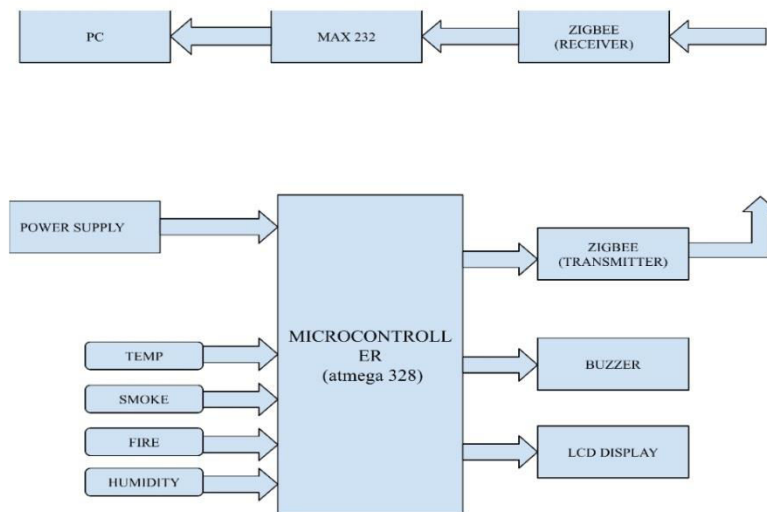 PC
MAX 232
ZIGBEE
(RECEIVER)
POWER SUPPLY
ZIGBEE
(TRANSMITTER)
MICROCONTROLL
ER
(atmega 328)
TEMP
BUZZER
SMOKE
FIRE
LCD DISPLAY
HUMIDITY